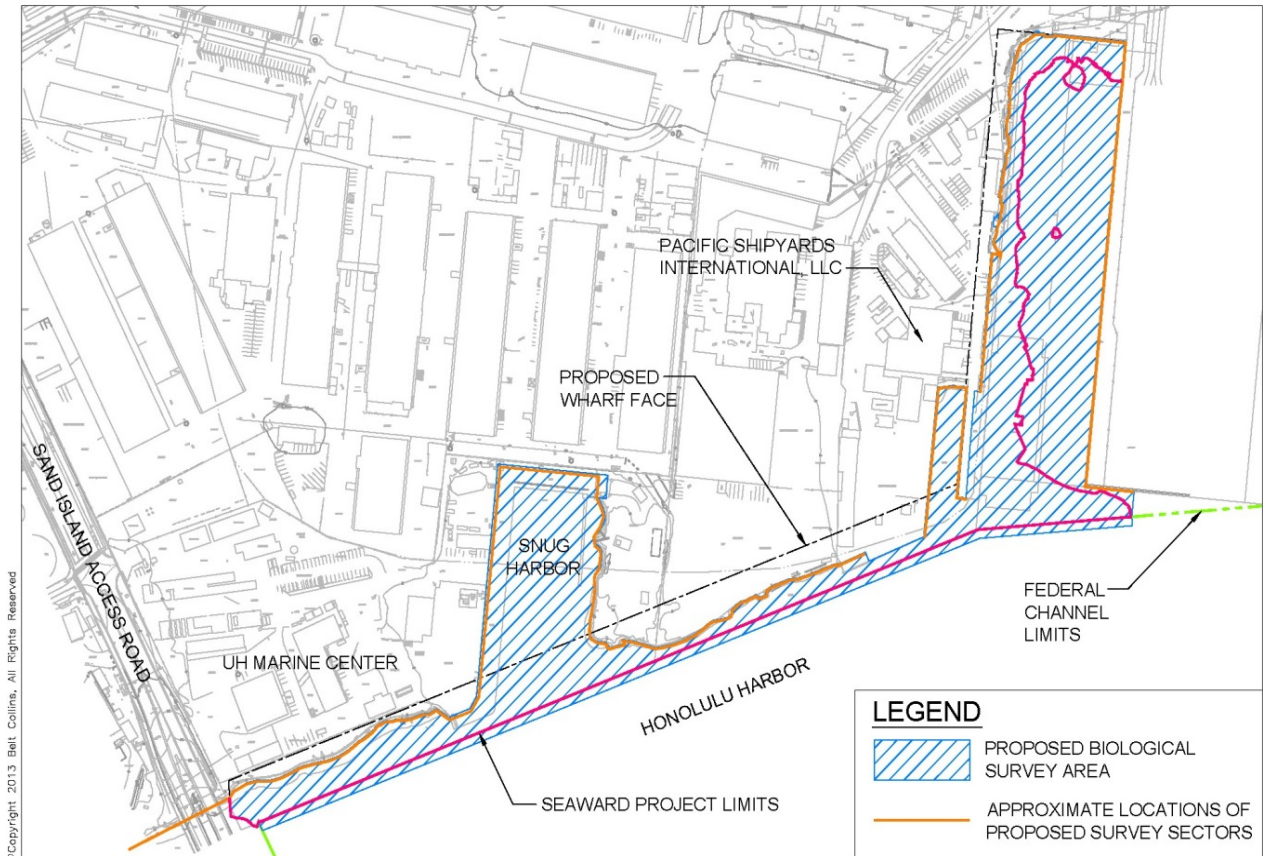 PACIFIC SHIPYARDS
INTERNATIONAL, LLC
PROPOSED
WHARF FACE
SAND ISLAND ACCESS ROAD
SNUG
HARBOR
UH MARINE CENTER
HONOLULU HARBOR
FEDERAL
CHANNEL
LIMITS
SEAWARD PROJECT LIMITS
LEGEND
PROPOSED BIOLOGICAL
SURVEY AREA
APPROXIMATE LOCATIONS OF
PROPOSED SURVEY SECTORS
©Copyright 2013 Belt Collins, All Rights Reserved